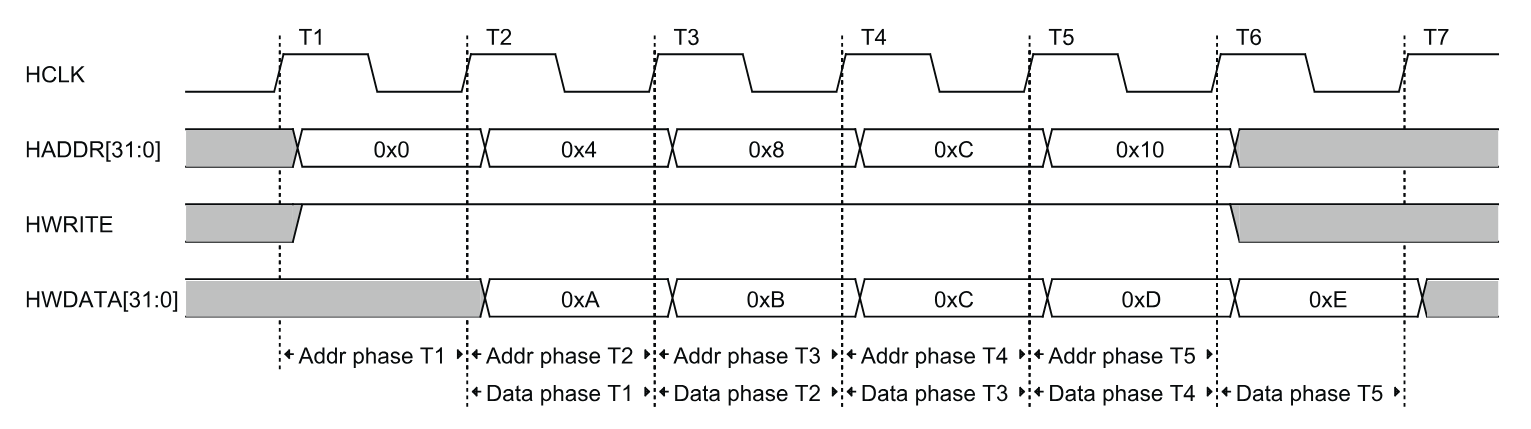 T1 T2 T3 T4 T5 T6 T7
HCLK
HADDR[31:0] 0x0 0x4 0x8 0xC 0x10
HWRITE
HWDATA[31:0] 0xA 0xB 0xC 0xD 0xE
Addr phase T1 Addr phase T2 Addr phase T3 Addr phase T4 Addr phase T5
Data phase T1 Data phase T2 Data phase T3 Data phase T4 Data phase T5